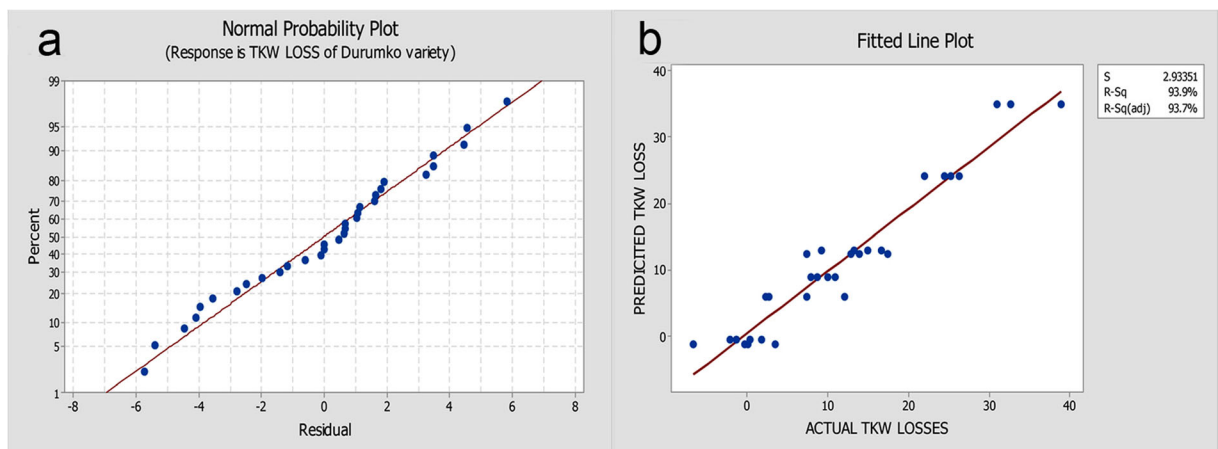 a
Normal Probability Plot
(Response is TKW LOSS of Durumko variety)
99
95
90
80
70
60
50
40
30
20
10
5
1
Percent
-8 -6 -4 -2 0 2 4 6 8
Residual
b
Fitted Line Plot
S 2.93351
R-Sq 93.9%
R-Sq(adj) 93.7%
40
30
20
10
0
PREDICITED TKW LOSS
0 10 20 30 40
ACTUAL TKW LOSSES